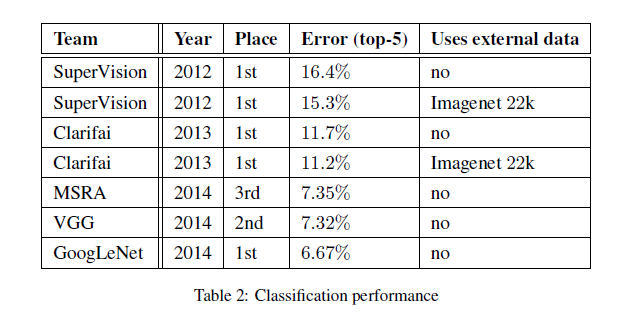 Team Year Place Error (top-5) Uses external data
SuperVision 2012 1st 16.4% no
SuperVision 2012 1st 15.3% Imagenet 22k
Clarifai 2013 1st 11.7% no
Clarifai 2013 1st 11.2% Imagenet 22k
MSRA 2014 3rd 7.35% no
VGG 2014 2nd 7.32% no
GoogLeNet 2014 1st 6.67% no
Table 2: Classification performance